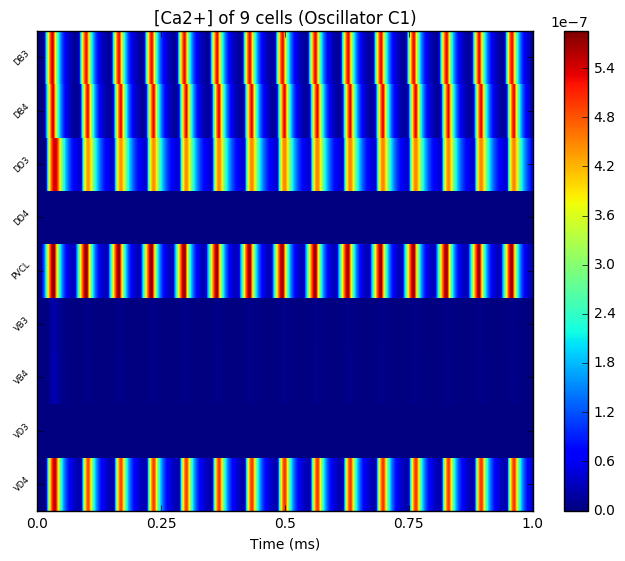 [Ca2+] of 9 cells (Oscillator C1)
1e−7
DB3
DB4
DD3
DD4
PVCL
VB3
VB4
VD3
VD4
5.4
4.8
4.2
3.6
3.0
2.4
1.8
1.2
0.6
0.0
0.0 0.25 0.5 0.75 1.0
Time (ms)